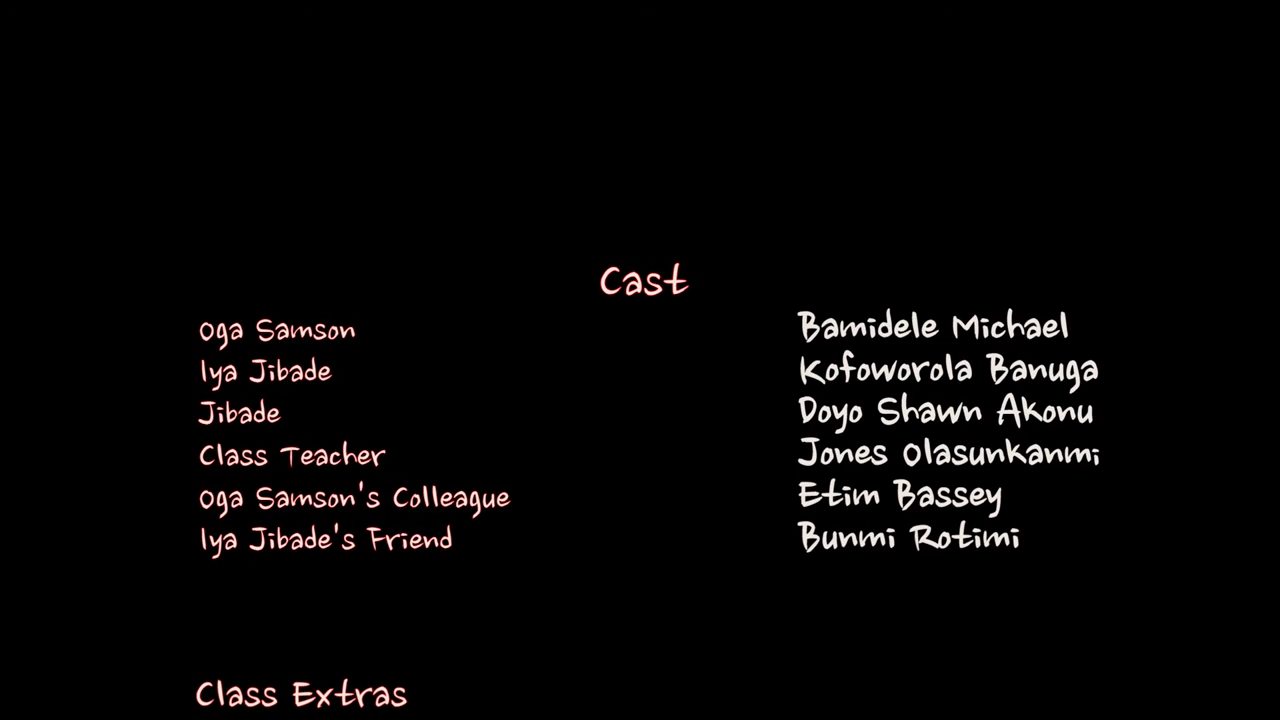 Cast
Oga Samson Bamidele Michael
Iya Jibade Kofoworola Banuga
Jibade Doyo Shawn Akonu
Class Teacher Jones Olasunkanmi
Oga Samson's Colleague Etim Bassey
Iya Jibade's Friend Bunmi Rotimi
Class Extras